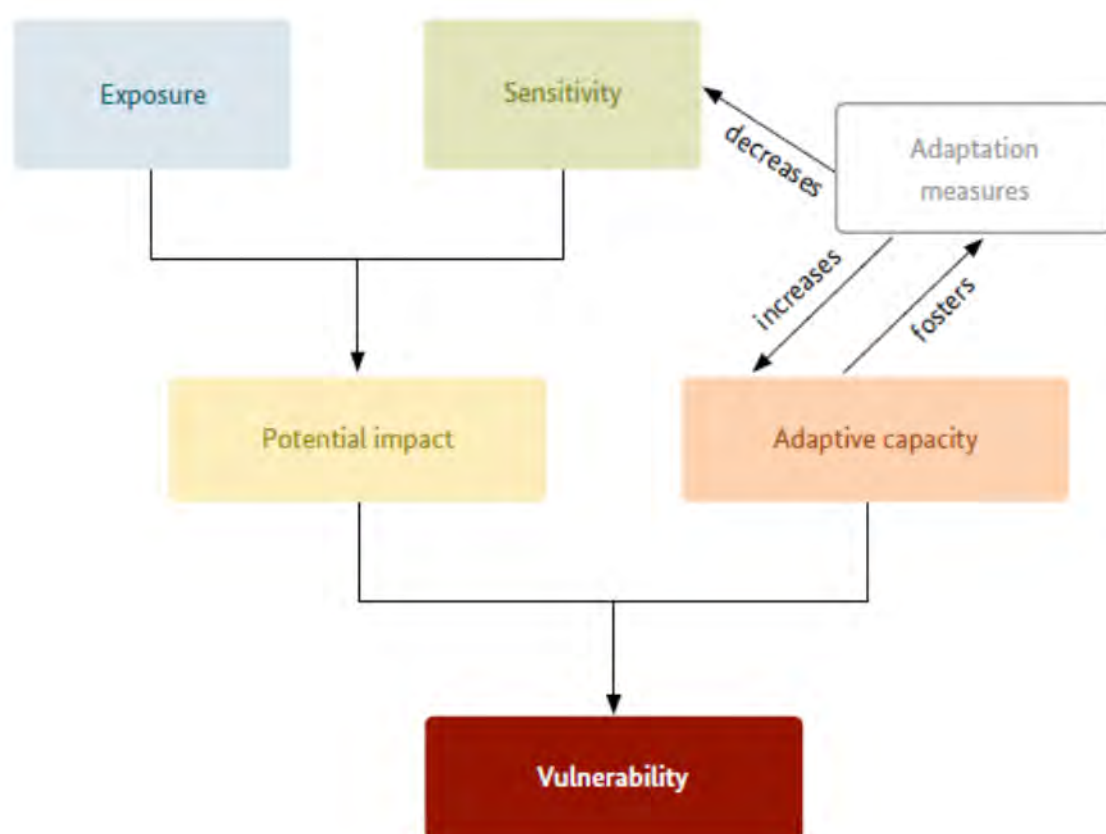 Exposure
Sensitivity
decreases
Adaptation
measures
increases
fosters
Potential impact
Adaptive capacity
Vulnerability